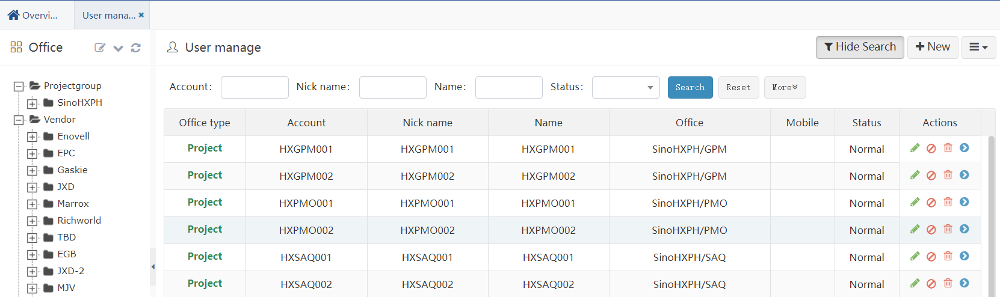 Overvi...
User mana...
Office
User manage
Hide Search
New
Projectgroup
SinoHXPH
Vendor
Enovell
EPC
Gaskie
JXD
Marrox
Richworld
TBD
EGB
JXD-2
MJV
Account:
Nick name:
Name:
Status:
Search
Reset
More
Office type Account Nick name Name Office Mobile Status Actions
Project HXGPM001 HXGPM001 HXGPM001 SinoHXPH/GPM Normal
Project HXGPM002 HXGPM002 HXGPM002 SinoHXPH/GPM Normal
Project HXPMO001 HXPMO001 HXPMO001 SinoHXPH/PMO Normal
Project HXPMO002 HXPMO002 HXPMO002 SinoHXPH/PMO Normal
Project HXSAQ001 HXSAQ001 HXSAQ001 SinoHXPH/SAQ Normal
Project HXSAQ002 HXSAQ002 HXSAQ002 SinoHXPH/SAQ Normal